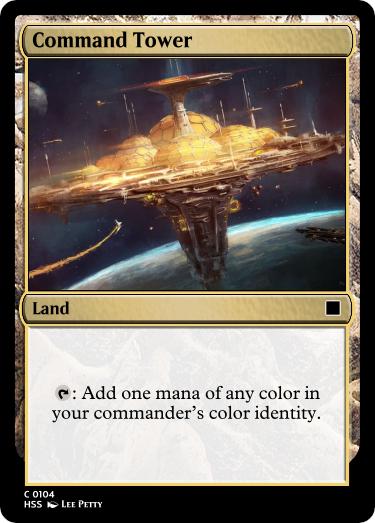 Command Tower
Land
: Add one mana of any color in
your commander's color identity.
C 0104
HSS Lee Petty